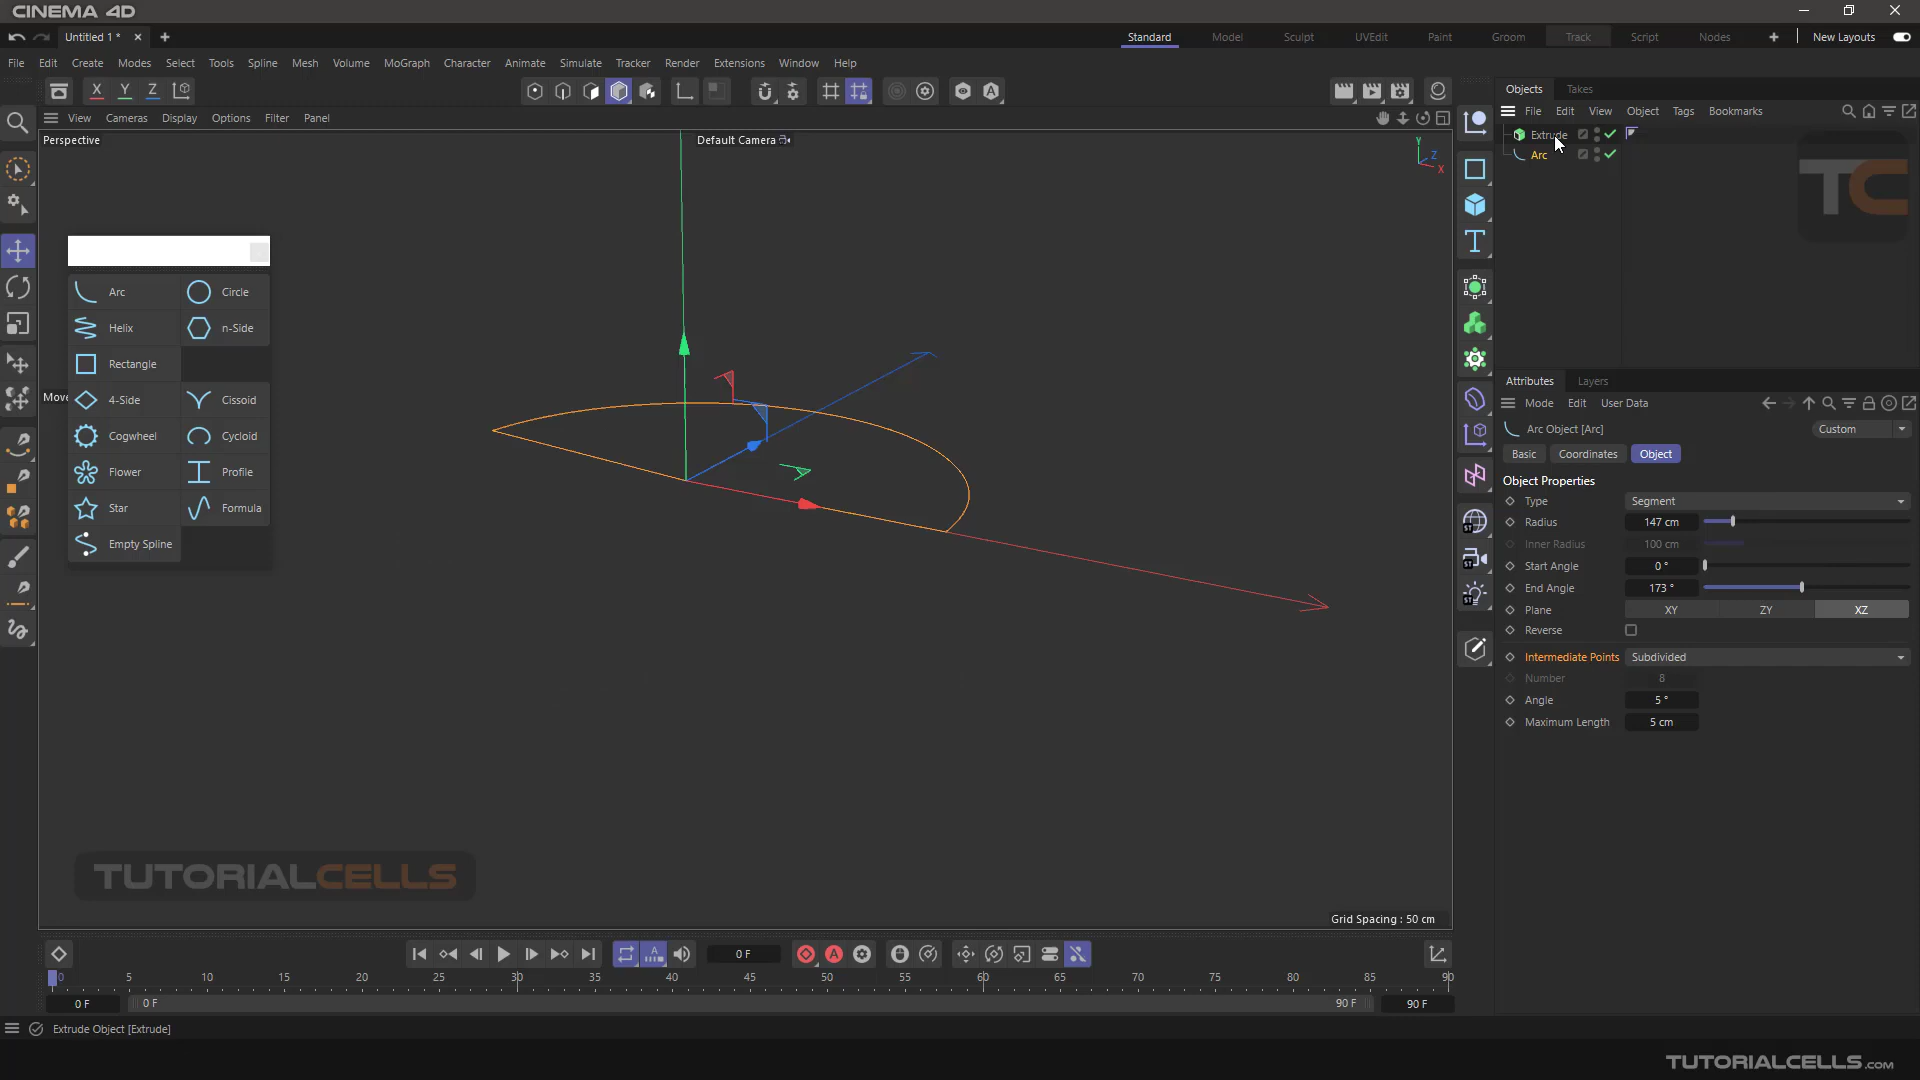 CINEMA 4D
Untitled 1 *
Standard Model Sculpt UVEdit Paint Groom Track Script Nodes New Layouts
File Edit Create Modes Select Tools Spline Mesh Volume MoGraph Character Animate Simulate Tracker Render Extensions Window Help
X Y Z
View Cameras Display Options Filter Panel
Perspective
Default Camera
Y
Z
X
Objects Takes
File Edit View Object Tags Bookmarks
Extrude
Arc
TC
Arc Circle
Helix n-Side
Rectangle
Move
4-Side Cissoid
Cogwheel Cycloid
Flower Profile
Star Formula
Empty Spline
Attributes Layers
Mode Edit User Data
Arc Object [Arc] Custom
Basic Coordinates Object
Object Properties
Type Segment
Radius 147 cm
Inner Radius 100 cm
Start Angle 0 °
End Angle 173 °
Plane XY ZY XZ
Reverse
Intermediate Points Subdivided
Number 8
Angle 5 °
Maximum Length 5 cm
TUTORIALCELLS
Grid Spacing : 50 cm
0 F
0 5 10 15 20 25 30 35 40 45 50 55 60 65 70 75 80 85 90
0 F 0 F 90 F 90 F
Extrude Object [Extrude]
TUTORIALCELLS.com